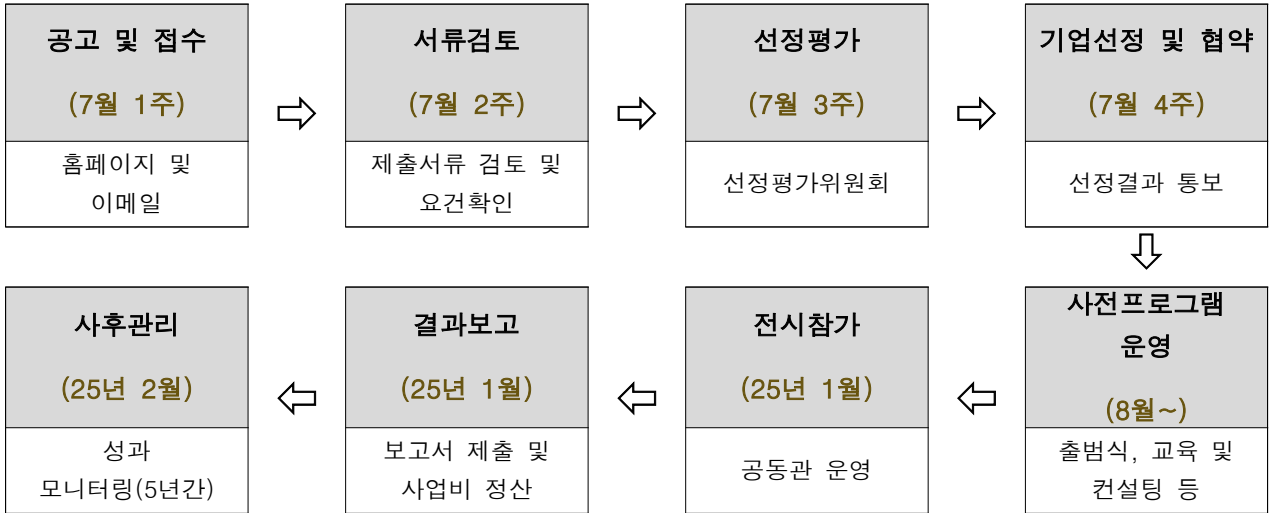 공고 및 접수
(7월 1주)
홈페이지 및
이메일
서류검토
(7월 2주)
제출서류 검토 및
요건확인
선정평가
(7월 3주)
선정평가위원회
기업선정 및 협약
(7월 4주)
선정결과 통보
사전프로그램
운영
(8월~)
출범식, 교육 및
컨설팅 등
전시참가
(25년 1월)
공동관 운영
결과보고
(25년 1월)
보고서 제출 및
사업비 정산
사후관리
(25년 2월)
성과
모니터링(5년간)